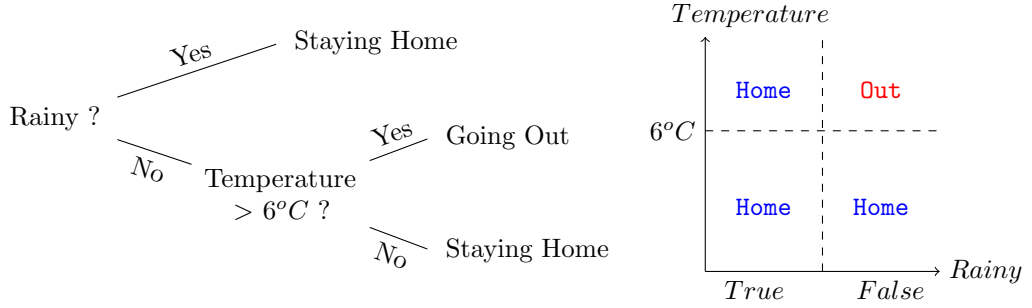 Rainy ?
Yes
Staying Home
No
Temperature
> 6°C ?
Yes
Going Out
No
Staying Home
Temperature
6°C
Home
Out
Home
Home
True
False
Rainy